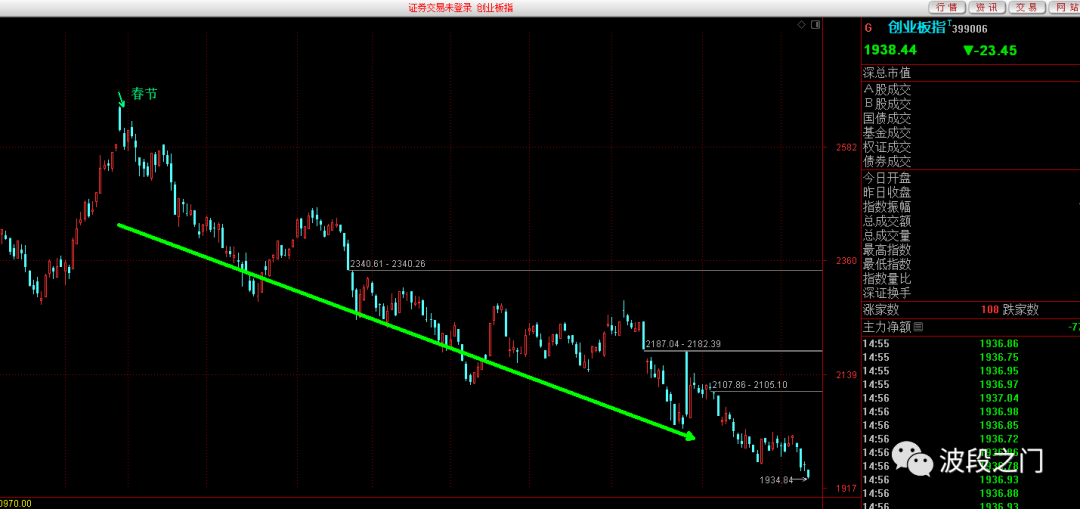 证券交易未登录 创业板指
行情 资讯 交易 网站
春节
2340.61 - 2340.26
2187.04 - 2182.39
2107.86 - 2105.10
1934.84
2592
2360
2139
1917
0970.00
G 创业板指T 399006
1938.44 ▼-23.45
深总市值
A股成交
B股成交
国债成交
基金成交
权证成交
债券成交
今日开盘
昨日收盘
指数振幅
总成交额
总成交量
最高指数
最低指数
指数量比
深证换手
涨家数 108 跌家数
主力净额 -77
14:55 1936.86
14:55 1936.75
14:55 1936.95
14:55 1936.97
14:56 1937.04
14:56 1936.98
14:56 1936.85
14:56 1936.72
14:56
14:56
14:56 1936.93
14:56 1936.88
14:56 1936.93
波段之门